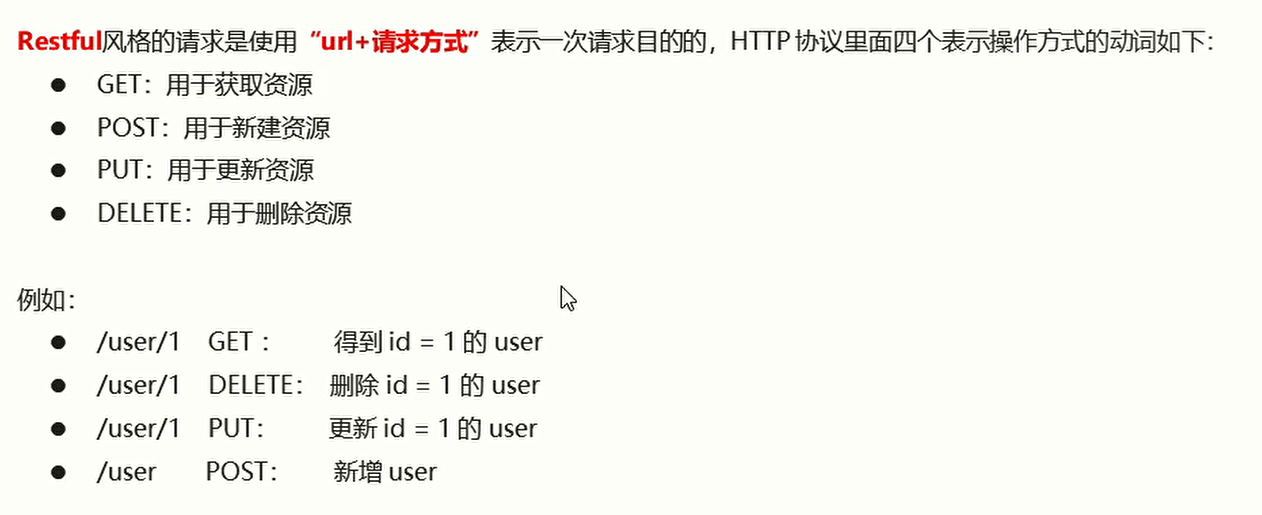 Restful风格的请求是使用“url+请求方式”表示一次请求目的的，HTTP 协议里面四个表示操作方式的动词如下：
● GET：用于获取资源
● POST：用于新建资源
● PUT：用于更新资源
● DELETE：用于删除资源
例如：
● /user/1 GET ： 得到 id = 1 的 user
● /user/1 DELETE： 删除 id = 1 的 user
● /user/1 PUT： 更新 id = 1 的 user
● /user POST： 新增 user